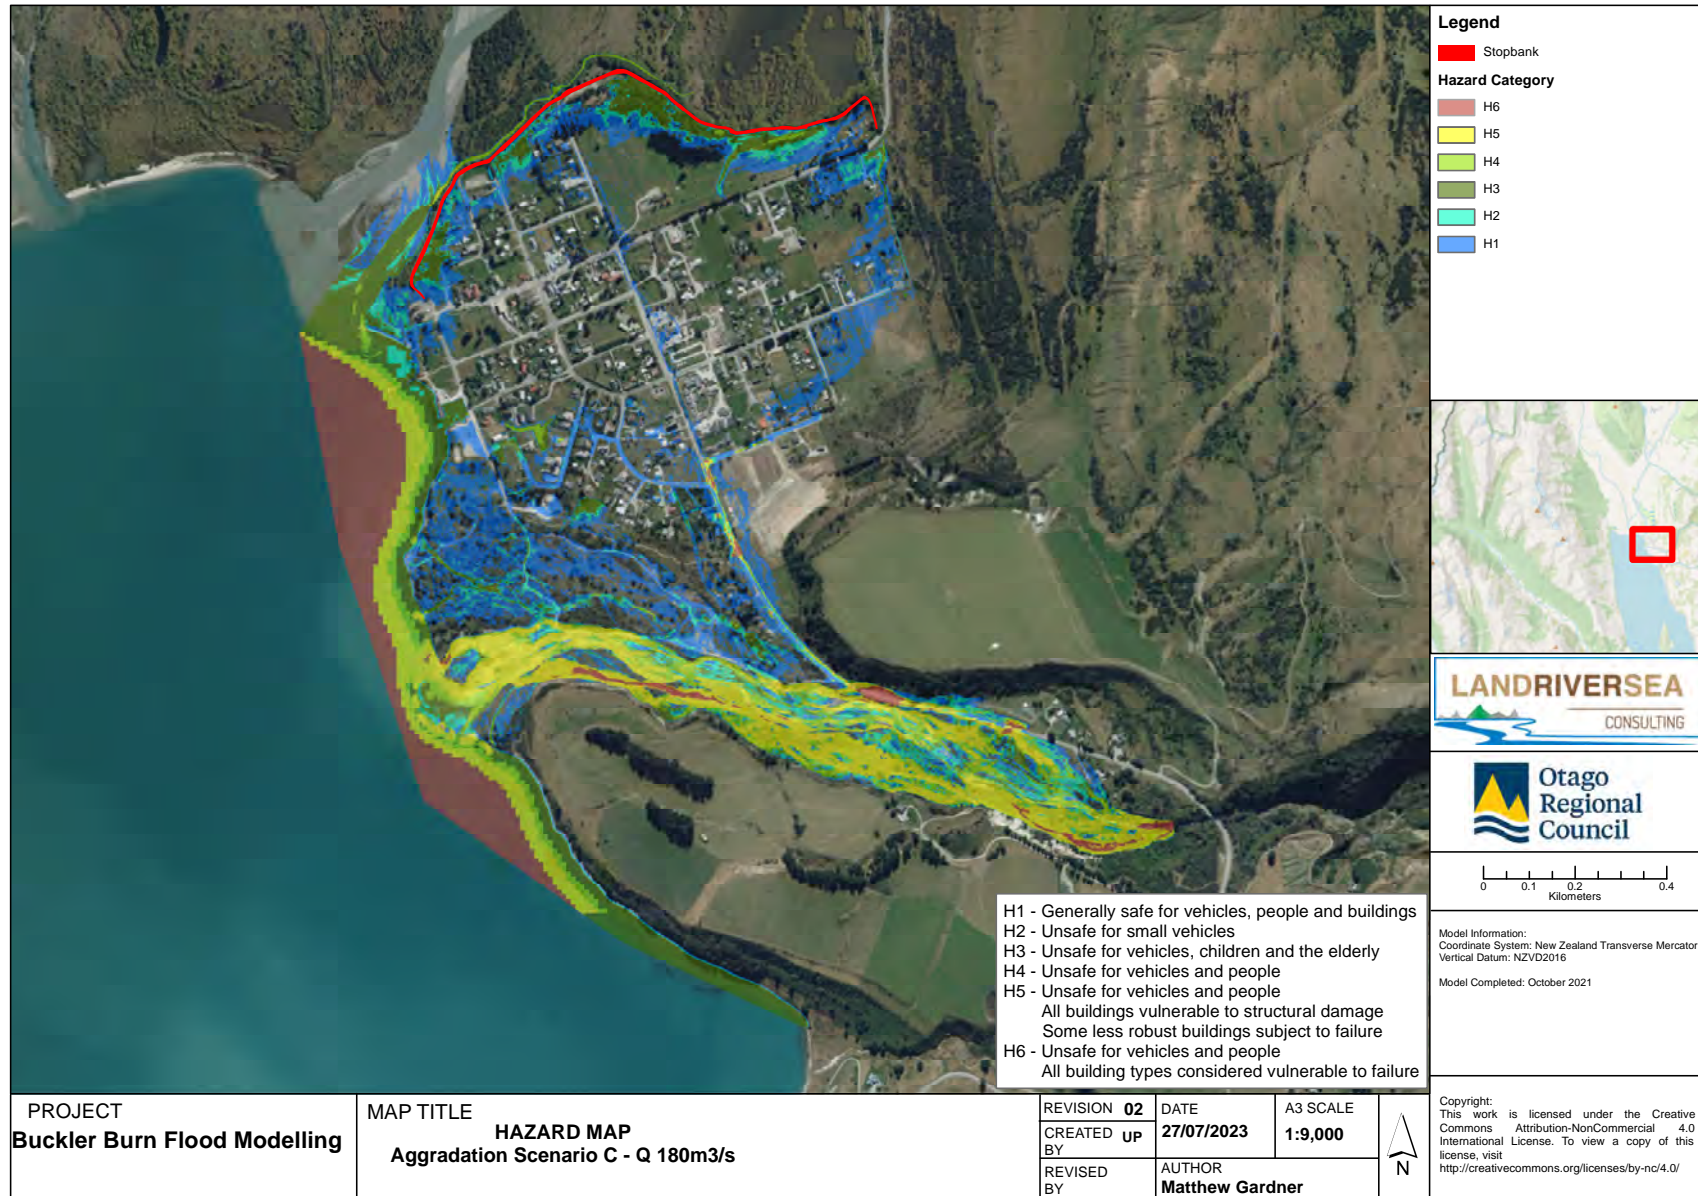 Legend
Stopbank
Hazard Category
H6
H5
H4
H3
H2
H1
LANDRIVERSEA
CONSULTING
Otago
Regional
Council
0 0.1 0.2 0.4
Kilometers
Model Information:
Coordinate System: New Zealand Transverse Mercator
Vertical Datum: NZVD2016
Model Completed: October 2021
Copyright:
This work is licensed under the Creative
Commons Attribution-NonCommercial 4.0
International License. To view a copy of this
license, visit
http://creativecommons.org/licenses/by-nc/4.0/
H1 - Generally safe for vehicles, people and buildings
H2 - Unsafe for small vehicles
H3 - Unsafe for vehicles, children and the elderly
H4 - Unsafe for vehicles and people
H5 - Unsafe for vehicles and people
All buildings vulnerable to structural damage
Some less robust buildings subject to failure
H6 - Unsafe for vehicles and people
All building types considered vulnerable to failure
PROJECT
Buckler Burn Flood Modelling
MAP TITLE
HAZARD MAP
Aggradation Scenario C - Q 180m3/s
REVISION 02
CREATED BY UP
REVISED BY
DATE
27/07/2023
A3 SCALE
1:9,000
AUTHOR
Matthew Gardner
N